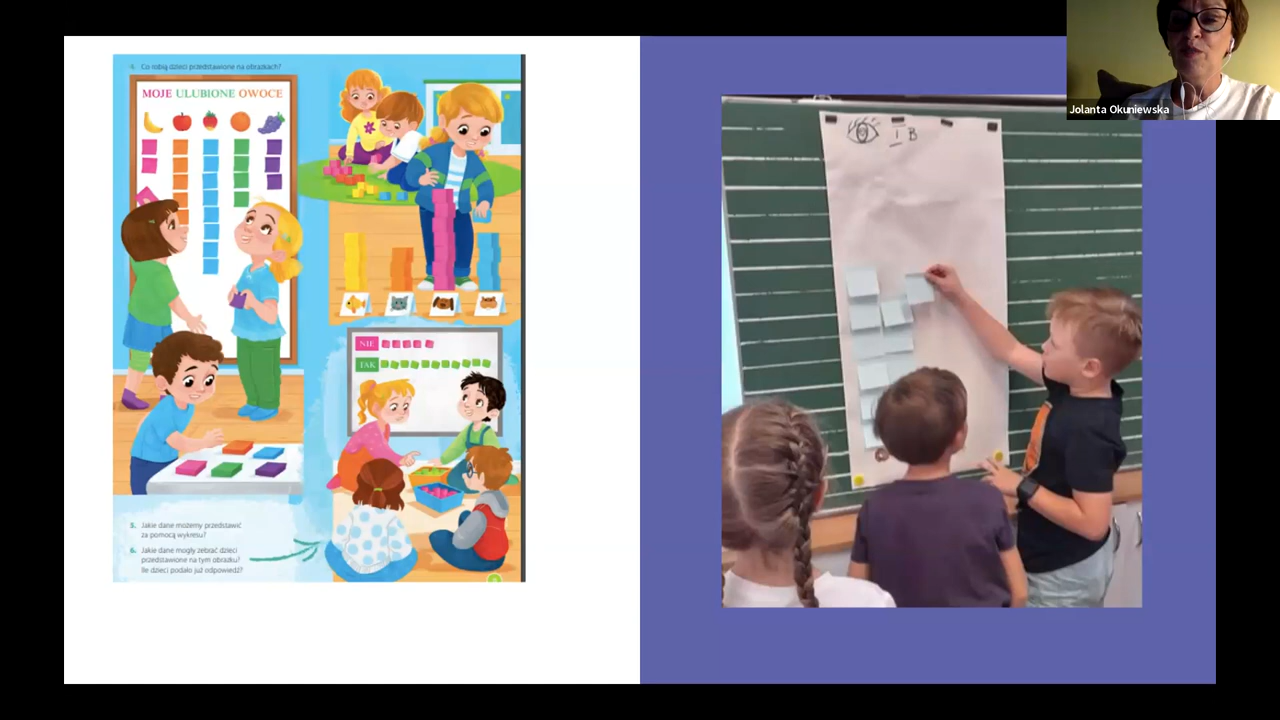 4. Co robią dzieci przedstawione na obrazkach?
MOJE ULUBIONE OWOCE
NIE
TAK
5. Jakie dane możemy przedstawić
za pomocą wykresu?
6. Jakie dane mogły zebrać dzieci
przedstawione na tym obrazku?
Ile dzieci podało już odpowiedź?
I B
Jolanta Okuniewska